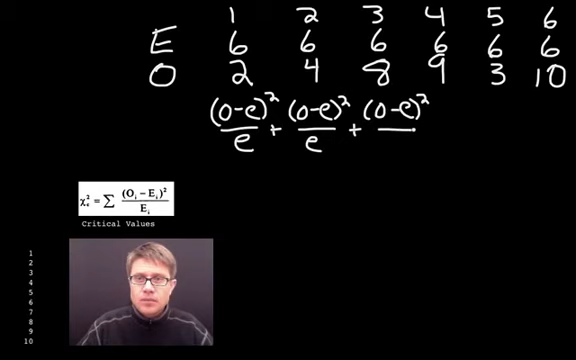 1 2 3 4 5 6
E 6 6 6 6 6 6
O 2 4 8 9 3 10
(o-e)² / e + (o-e)² / e + (o-e)²
χ²c = Σ (Oᵢ − Eᵢ)² / Eᵢ
Critical Values
1
2
3
4
5
6
7
8
9
10